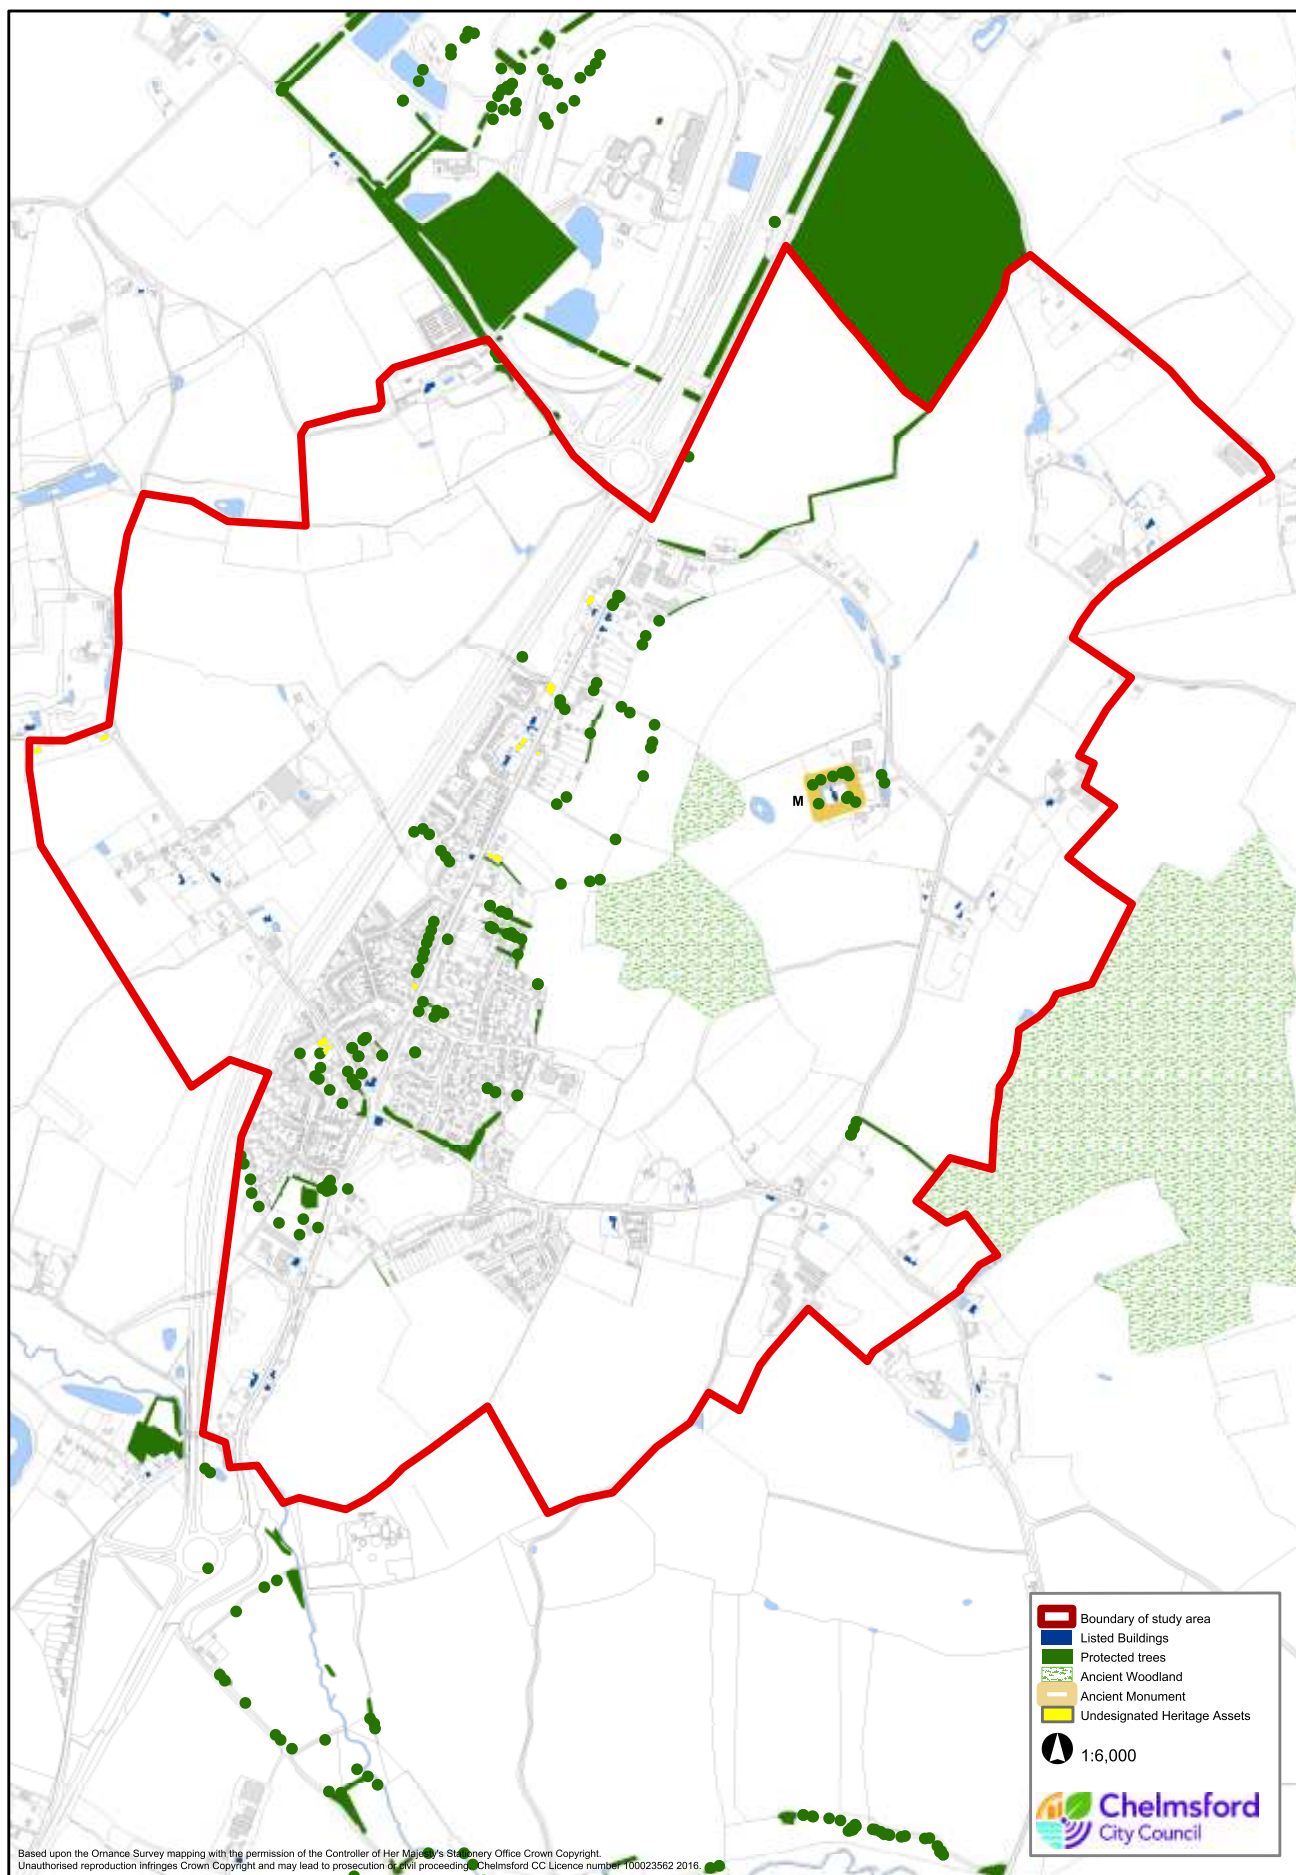 M
Boundary of study area
Listed Buildings
Protected trees
Ancient Woodland
Ancient Monument
Undesignated Heritage Assets
1:6,000
Chelmsford
City Council
Based upon the Ornance Survey mapping with the permission of the Controller of Her Majesty's Stationery Office Crown Copyright.
Unauthorised reproduction infringes Crown Copyright and may lead to prosecution or civil proceeding. Chelmsford CC Licence number 100023562 2016.